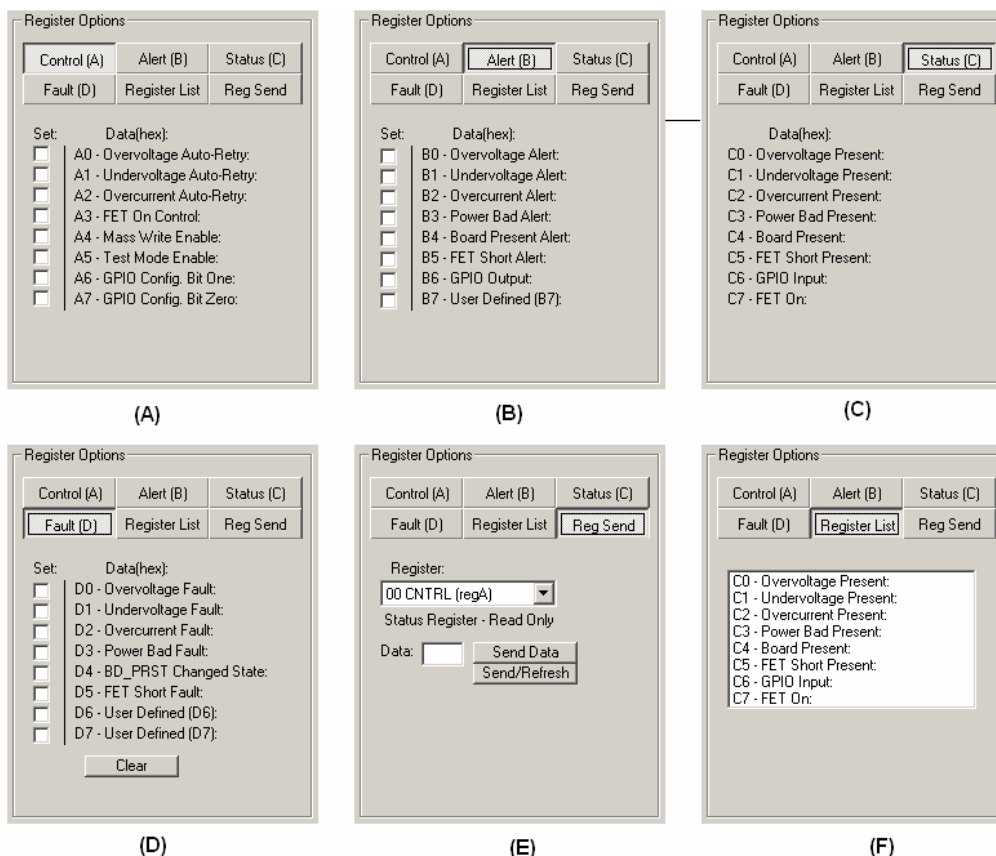 Register Options
Control (A) Alert (B) Status (C)
Fault (D) Register List Reg Send
Set: Data(hex):
A0 - Overvoltage Auto-Retry:
A1 - Undervoltage Auto-Retry:
A2 - Overcurrent Auto-Retry:
A3 - FET On Control:
A4 - Mass Write Enable:
A5 - Test Mode Enable:
A6 - GPIO Config. Bit One:
A7 - GPIO Config. Bit Zero:
(A)
Register Options
Control (A) Alert (B) Status (C)
Fault (D) Register List Reg Send
Set: Data(hex):
B0 - Overvoltage Alert:
B1 - Undervoltage Alert:
B2 - Overcurrent Alert:
B3 - Power Bad Alert:
B4 - Board Present Alert:
B5 - FET Short Alert:
B6 - GPIO Output:
B7 - User Defined (B7):
(B)
Register Options
Control (A) Alert (B) Status (C)
Fault (D) Register List Reg Send
Data(hex):
C0 - Overvoltage Present:
C1 - Undervoltage Present:
C2 - Overcurrent Present:
C3 - Power Bad Present:
C4 - Board Present:
C5 - FET Short Present:
C6 - GPIO Input:
C7 - FET On:
(C)
Register Options
Control (A) Alert (B) Status (C)
Fault (D) Register List Reg Send
Set: Data(hex):
D0 - Overvoltage Fault:
D1 - Undervoltage Fault:
D2 - Overcurrent Fault:
D3 - Power Bad Fault:
D4 - BD_PRST Changed State:
D5 - FET Short Fault:
D6 - User Defined (D6):
D7 - User Defined (D7):
Clear
(D)
Register Options
Control (A) Alert (B) Status (C)
Fault (D) Register List Reg Send
Register:
00 CNTRL (regA)
Status Register - Read Only
Data: Send Data
Send/Refresh
(E)
Register Options
Control (A) Alert (B) Status (C)
Fault (D) Register List Reg Send
C0 - Overvoltage Present:
C1 - Undervoltage Present:
C2 - Overcurrent Present:
C3 - Power Bad Present:
C4 - Board Present:
C5 - FET Short Present:
C6 - GPIO Input:
C7 - FET On:
(F)